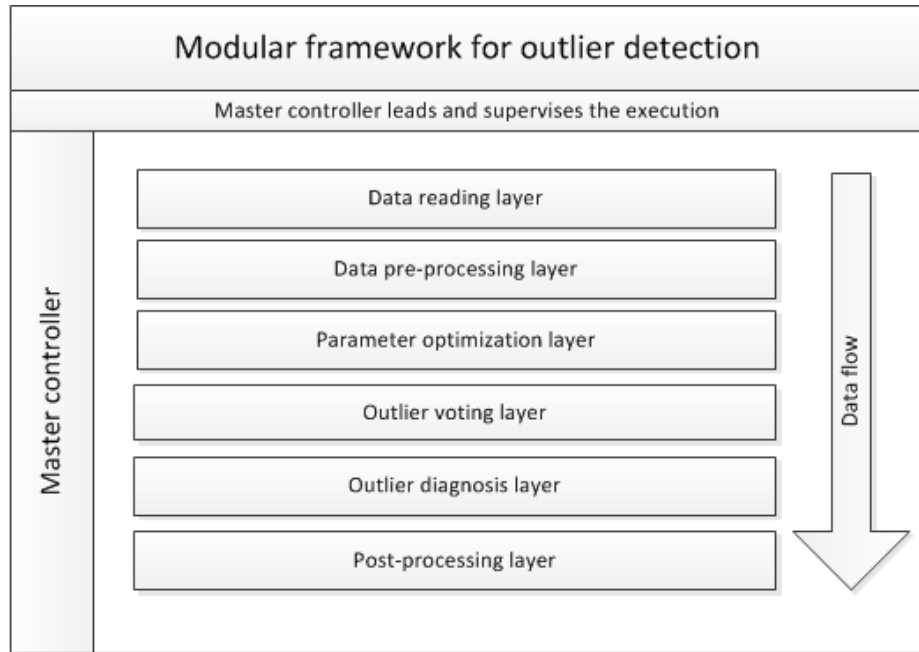 Modular framework for outlier detection
Master controller leads and supervises the execution
Master controller
Data reading layer
Data pre-processing layer
Parameter optimization layer
Outlier voting layer
Outlier diagnosis layer
Post-processing layer
Data flow